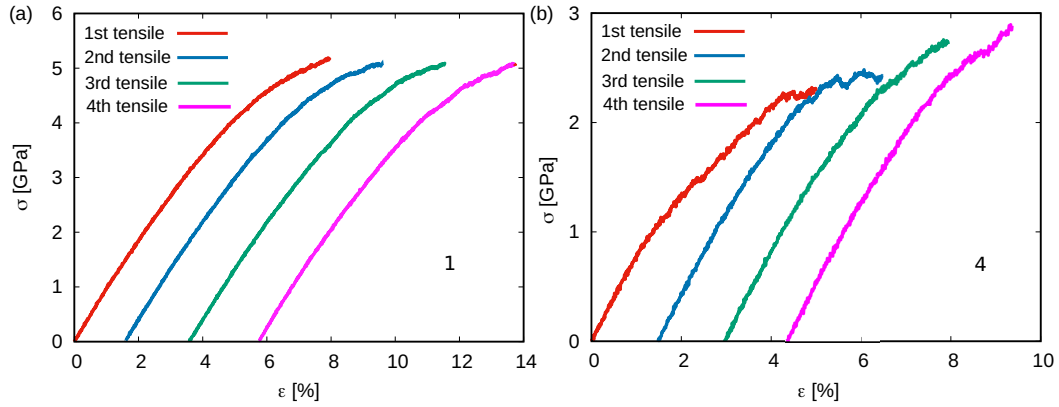 (a)
6
5
4
3
2
1
0
σ [GPa]
1st tensile
2nd tensile
3rd tensile
4th tensile
1
0 2 4 6 8 10 12 14
ε [%]
(b)
3
2
1
0
σ [GPa]
1st tensile
2nd tensile
3rd tensile
4th tensile
4
0 2 4 6 8 10
ε [%]